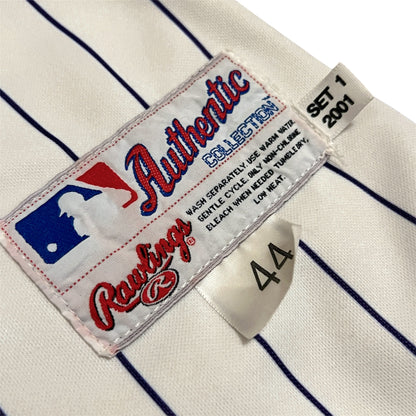 Authentic
COLLECTION
WASH SEPARATELY. USE WARM WATER
GENTLE CYCLE. ONLY NON-CHLORINE
BLEACH WHEN NEEDED TUMBLE DRY,
LOW HEAT.
Rawlings
R
®
44
SET 1
2001